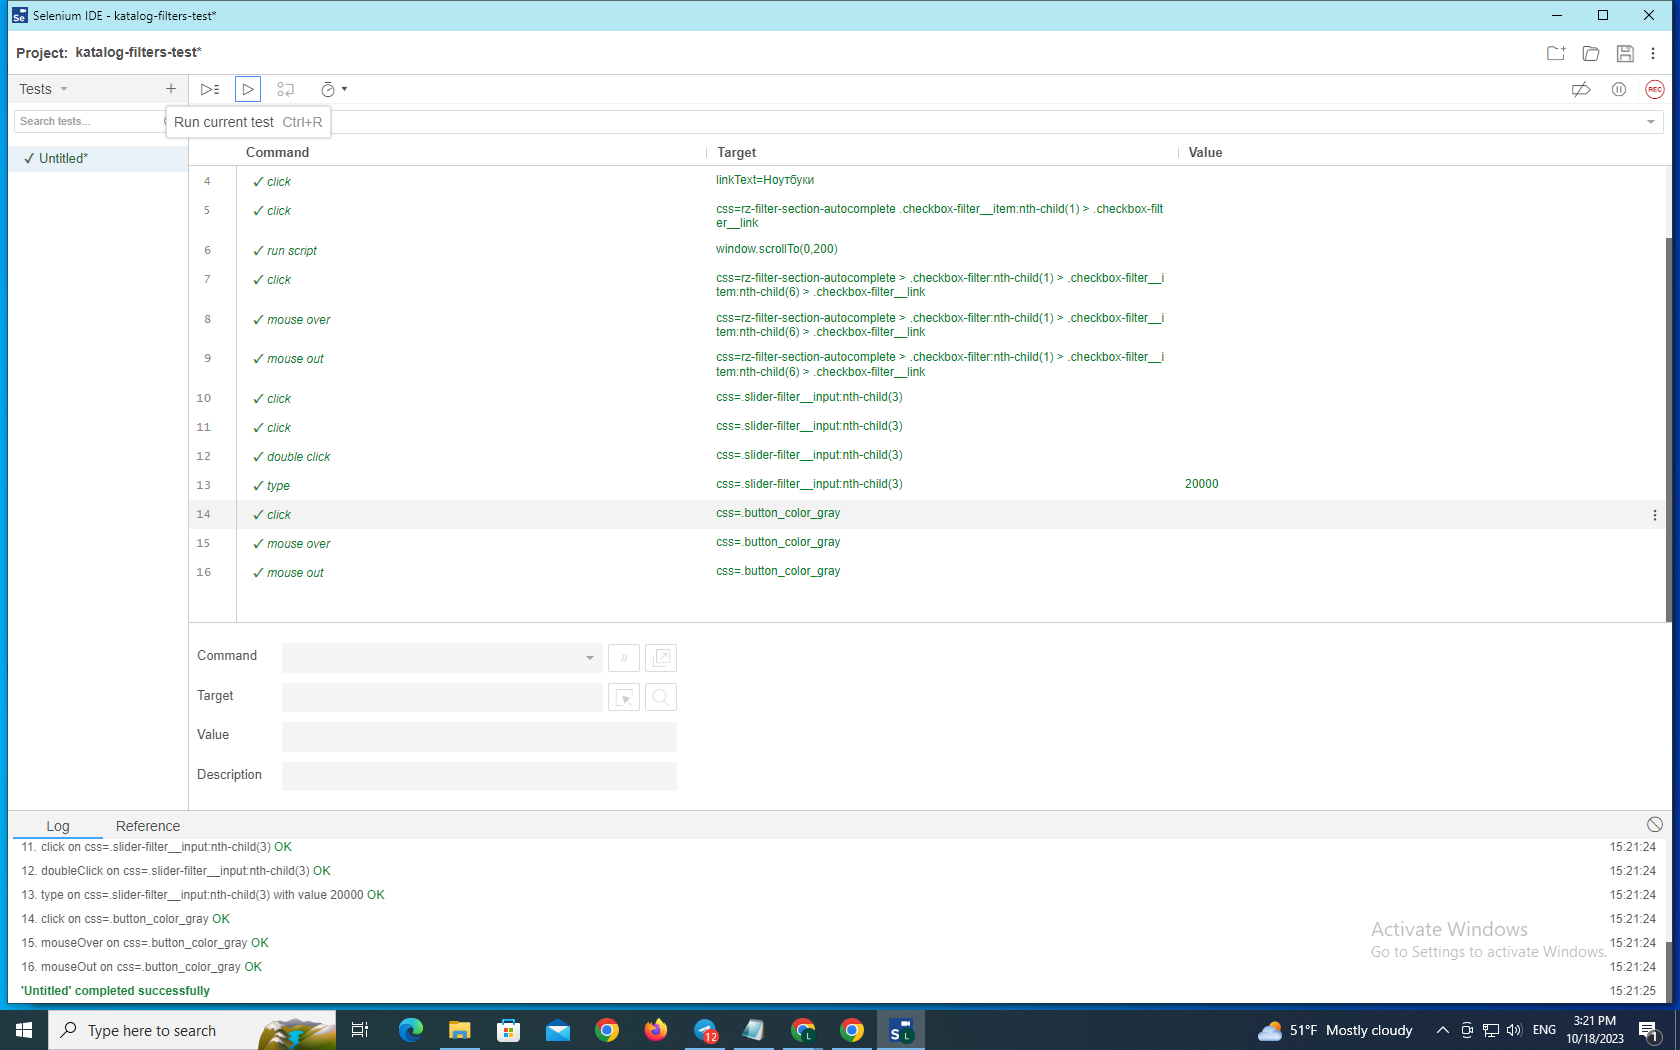 Selenium IDE - katalog-filters-test*
Project: katalog-filters-test*
Tests
Search tests...
Run current test Ctrl+R
✓ Untitled*
Command Target Value
4 ✓ click linkText=Ноутбуки
5 ✓ click css=rz-filter-section-autocomplete .checkbox-filter__item:nth-child(1) > .checkbox-filt
er__link
6 ✓ run script window.scrollTo(0,200)
7 ✓ click css=rz-filter-section-autocomplete > .checkbox-filter:nth-child(1) > .checkbox-filter__i
tem:nth-child(6) > .checkbox-filter__link
8 ✓ mouse over css=rz-filter-section-autocomplete > .checkbox-filter:nth-child(1) > .checkbox-filter__i
tem:nth-child(6) > .checkbox-filter__link
9 ✓ mouse out css=rz-filter-section-autocomplete > .checkbox-filter:nth-child(1) > .checkbox-filter__i
tem:nth-child(6) > .checkbox-filter__link
10 ✓ click css=.slider-filter__input:nth-child(3)
11 ✓ click css=.slider-filter__input:nth-child(3)
12 ✓ double click css=.slider-filter__input:nth-child(3)
13 ✓ type css=.slider-filter__input:nth-child(3) 20000
14 ✓ click css=.button_color_gray
15 ✓ mouse over css=.button_color_gray
16 ✓ mouse out css=.button_color_gray
Command //
Target
Value
Description
Log Reference
11. click on css=.slider-filter__input:nth-child(3) OK 15:21:24
12. doubleClick on css=.slider-filter__input:nth-child(3) OK 15:21:24
13. type on css=.slider-filter__input:nth-child(3) with value 20000 OK 15:21:24
14. click on css=.button_color_gray OK 15:21:24
15. mouseOver on css=.button_color_gray OK 15:21:24
16. mouseOut on css=.button_color_gray OK 15:21:24
'Untitled' completed successfully 15:21:25
Activate Windows
Go to Settings to activate Windows.
Type here to search
12
51°F Mostly cloudy
ENG
3:21 PM
10/18/2023
1
REC